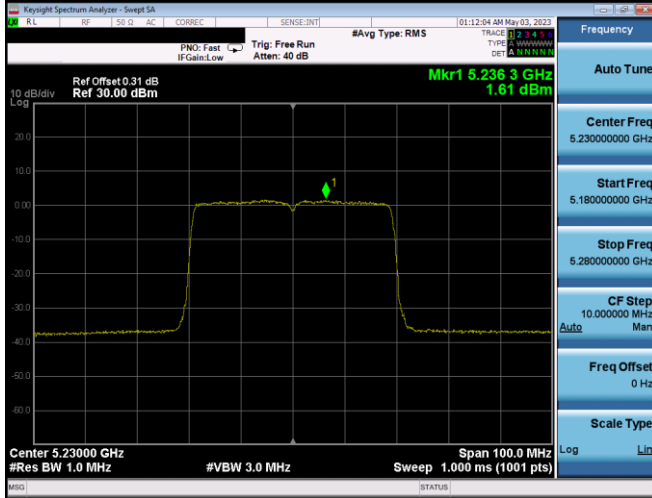 Keysight Spectrum Analyzer - Swept SA
RL RF 50 Ω AC CORREC SENSE:INT 01:12:04 AM May 03, 2023
#Avg Type: RMS TRACE 1 2 3 4 5 6
PNO: Fast Trig: Free Run TYPE A WWWWW
IFGain:Low Atten: 40 dB DET A N N N N N
Ref Offset 0.31 dB Mkr1 5.236 3 GHz
10 dB/div Ref 30.00 dBm 1.61 dBm
Log
20.0
10.0
1
0.00
-10.0
-20.0
-30.0
-40.0
-50.0
-60.0
Center 5.23000 GHz Span 100.0 MHz
#Res BW 1.0 MHz #VBW 3.0 MHz Sweep 1.000 ms (1001 pts)
MSG STATUS
Frequency
Auto Tune
Center Freq
5.230000000 GHz
Start Freq
5.180000000 GHz
Stop Freq
5.280000000 GHz
CF Step
10.000000 MHz
Auto Man
Freq Offset
0 Hz
Scale Type
Log Lin